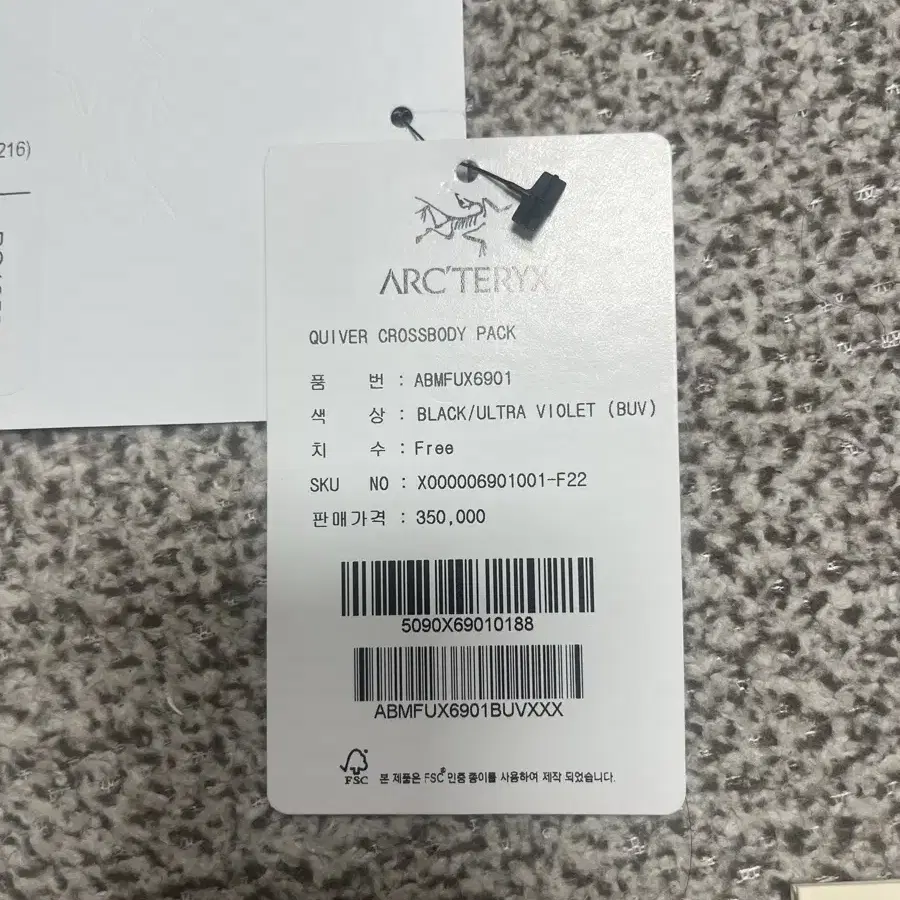 216)
ARC'TERYX
QUIVER CROSSBODY PACK
품 번 : ABMFUX6901
색 상 : BLACK/ULTRA VIOLET (BUV)
치 수 : Free
SKU NO : X000006901001-F22
판매가격 : 350,000
5090X69010188
ABMFUX6901BUVXXX
FSC
본 제품은 FSC® 인증 종이를 사용하여 제작 되었습니다.